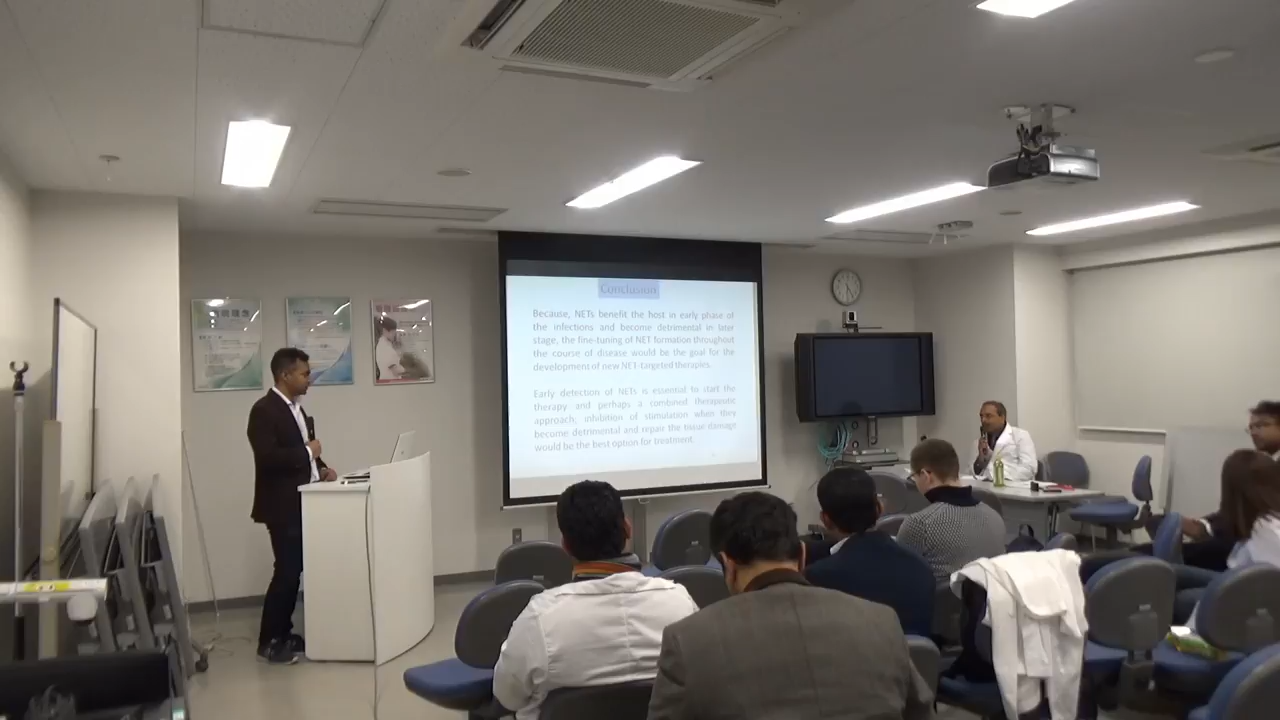 Conclusion
Because, NETs benefit the host in early phase of
the infections and become detrimental in later
stage, the fine-tuning of NET formation throughout
the course of disease would be the goal for the
development of new NET-targeted therapies.
Early detection of NETs is essential to start the
therapy and perhaps a combined therapeutic
approach, inhibition of stimulation when they
become detrimental and repair the tissue damage
would be the best option for treatment